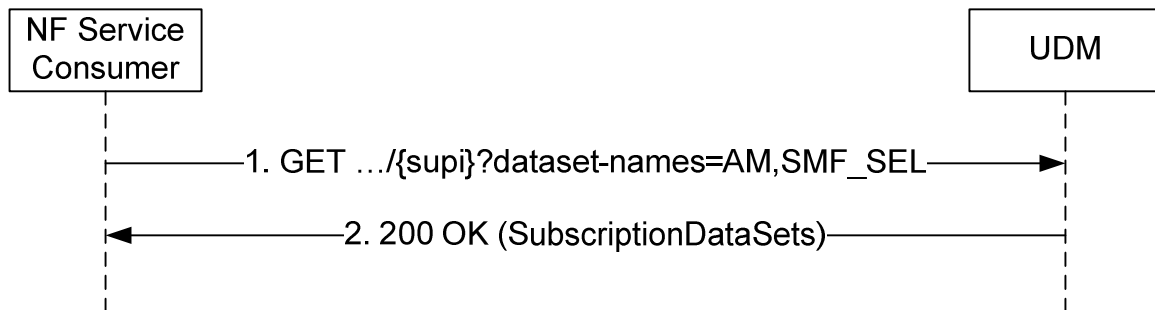 NF Service
Consumer
UDM
1. GET …/{supi}?dataset-names=AM,SMF_SEL
2. 200 OK (SubscriptionDataSets)